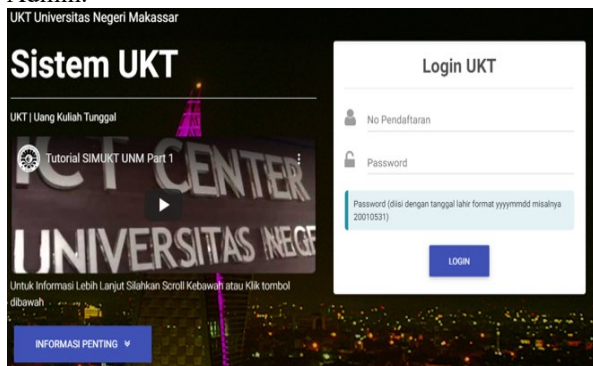 Admin.
UKT Universitas Negeri Makassar
Sistem UKT
UKT | Uang Kuliah Tunggal
Tutorial SIMUKT UNM Part 1
ICT CENTER
UNIVERSITAS NEGE
Untuk Informasi Lebih Lanjut Silahkan Scroll Kebawah atau Klik tombol
dibawah
INFORMASI PENTING
Login UKT
No Pendaftaran
Password
Password (diisi dengan tanggal lahir format yyyymmdd misalnya
20010531)
LOGIN